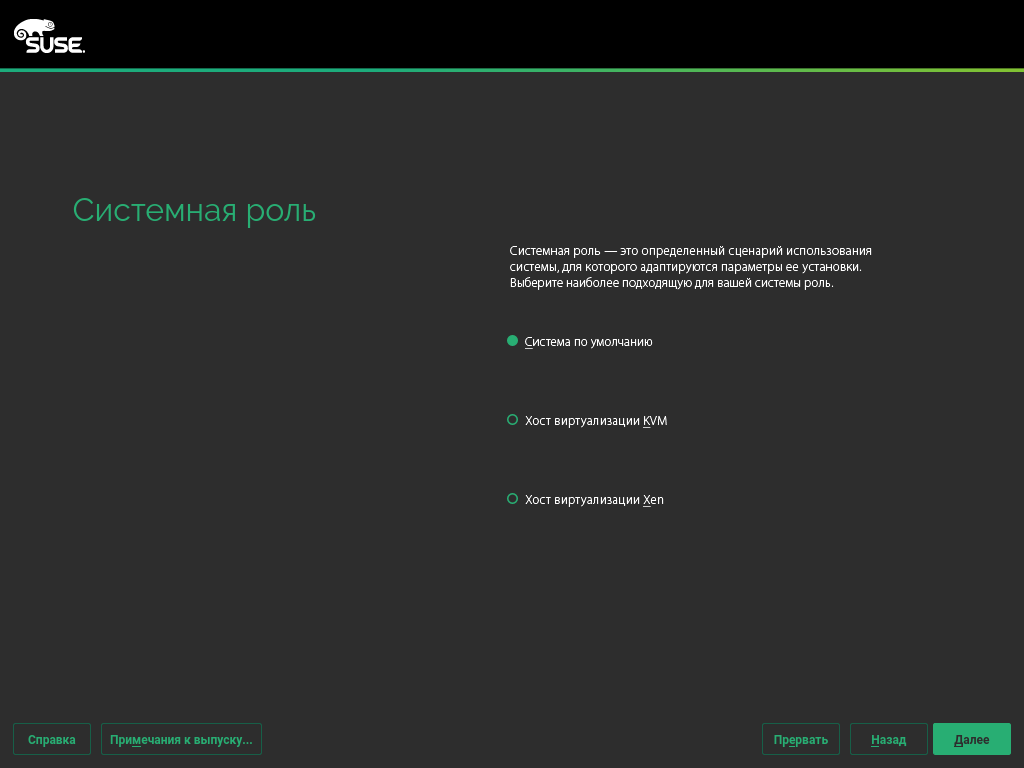 SUSE.
Системная роль
Системная роль — это определенный сценарий использования
системы, для которого адаптируются параметры ее установки.
Выберите наиболее подходящую для вашей системы роль.
Система по умолчанию
Хост виртуализации KVM
Хост виртуализации Xen
Справка
Примечания к выпуску...
Прервать
Назад
Далее